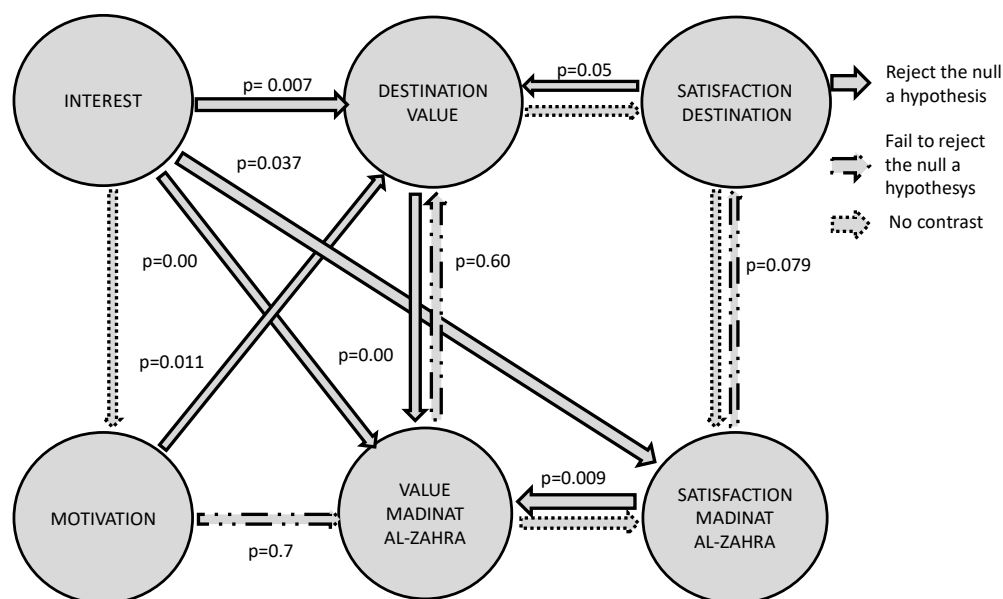 INTEREST
p= 0.007
DESTINATION
VALUE
p=0.05
SATISFACTION
DESTINATION
Reject the null
a hypothesis
Fail to reject
the null a
hypothesys
No contrast
p=0.037
p=0.00
p=0.60
p=0.079
p=0.011
p=0.00
MOTIVATION
p=0.7
VALUE
MADINAT
AL-ZAHRA
p=0.009
SATISFACTION
MADINAT
AL-ZAHRA